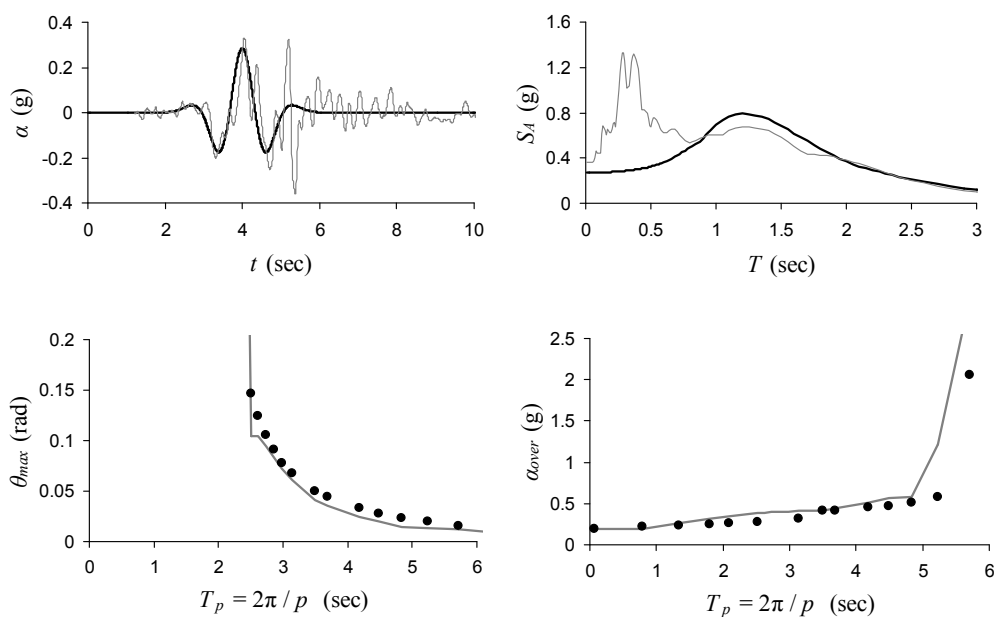 0.4
0.2
0
-0.2
-0.4
α (g)
0 2 4 6 8 10
t (sec)
1.6
1.2
0.8
0.4
0
S_A (g)
0 0.5 1 1.5 2 2.5 3
T (sec)
0.2
0.15
0.1
0.05
0
θ_max (rad)
0 1 2 3 4 5 6
T_p = 2π / p (sec)
2.5
2
1.5
1
0.5
0
α_over (g)
0 1 2 3 4 5 6
T_p = 2π / p (sec)